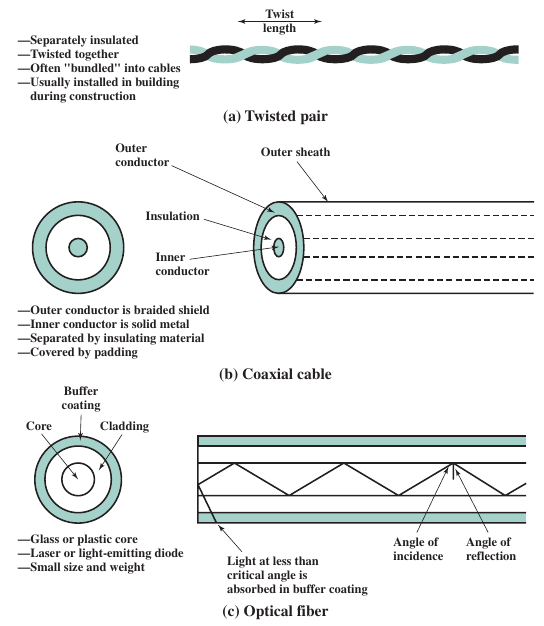 Twist
length
—Separately insulated
—Twisted together
—Often "bundled" into cables
—Usually installed in building
during construction
(a) Twisted pair
Outer
conductor
Outer sheath
Insulation
Inner
conductor
—Outer conductor is braided shield
—Inner conductor is solid metal
—Separated by insulating material
—Covered by padding
(b) Coaxial cable
Buffer
coating
Core
Cladding
—Glass or plastic core
—Laser or light-emitting diode
—Small size and weight
Light at less than
critical angle is
absorbed in buffer coating
Angle of
incidence
Angle of
reflection
(c) Optical fiber